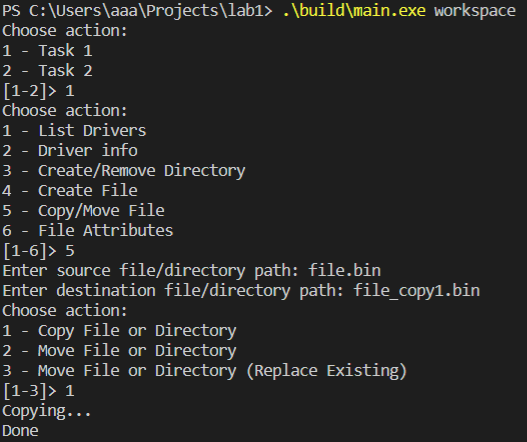 PS C:\Users\aaa\Projects\lab1> .\build\main.exe workspace
Choose action:
1 - Task 1
2 - Task 2
[1-2]> 1
Choose action:
1 - List Drivers
2 - Driver info
3 - Create/Remove Directory
4 - Create File
5 - Copy/Move File
6 - File Attributes
[1-6]> 5
Enter source file/directory path: file.bin
Enter destination file/directory path: file_copy1.bin
Choose action:
1 - Copy File or Directory
2 - Move File or Directory
3 - Move File or Directory (Replace Existing)
[1-3]> 1
Copying...
Done